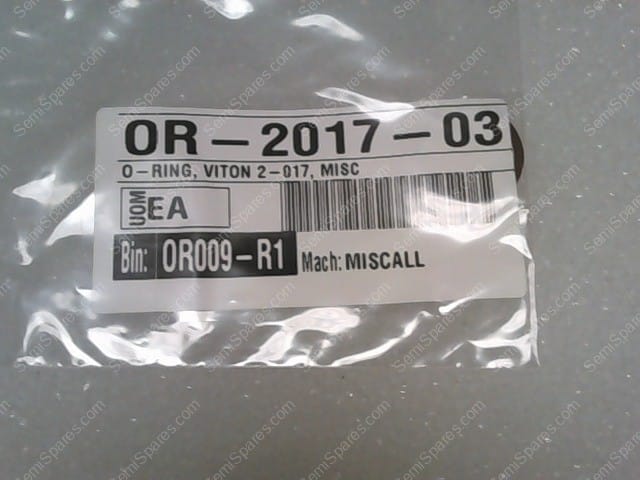 OR-2017-03
O-RING, VITON 2-017, MISC
UOM EA
Bin: OR009-R1 Mach: MISCALL
SemiSpares.com